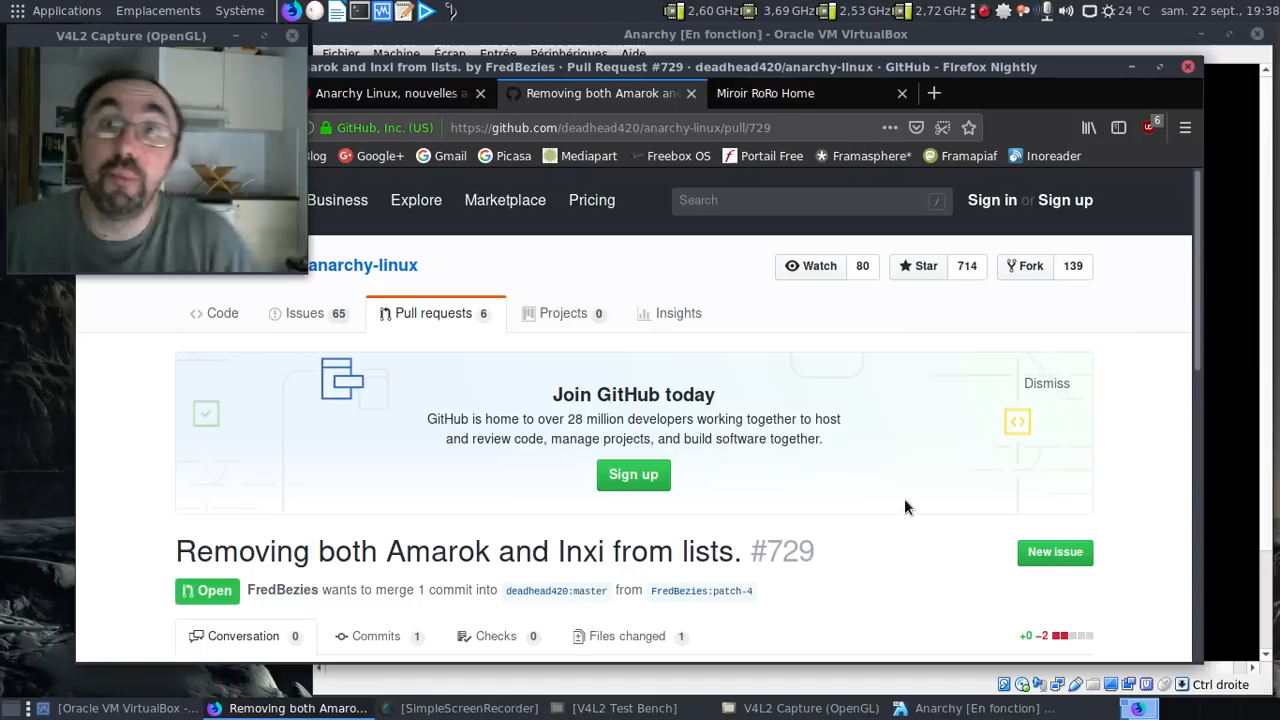 Applications Emplacements Système 2,60 GHz 3,69 GHz 2,53 GHz 2,72 GHz 24 °C sam. 22 sept., 19:38
V4L2 Capture (OpenGL)
Anarchy [En fonction] - Oracle VM VirtualBox
Fichier Machine Écran Entrée Périphériques Aide
arok and Inxi from lists. by FredBezies · Pull Request #729 · deadhead420/anarchy-linux · GitHub - Firefox Nightly
Anarchy Linux, nouvelles a Removing both Amarok and Miroir RoRo Home
GitHub, Inc. (US) https://github.com/deadhead420/anarchy-linux/pull/729 6
Blog Google+ Gmail Picasa Mediapart Freebox OS Portail Free Framasphere* Framapiaf Inoreader
Business Explore Marketplace Pricing Search / Sign in or Sign up
anarchy-linux Watch 80 Star 714 Fork 139
Code Issues 65 Pull requests 6 Projects 0 Insights
Join GitHub today
Dismiss
GitHub is home to over 28 million developers working together to host
and review code, manage projects, and build software together.
Sign up
Removing both Amarok and Inxi from lists. #729
New issue
Open FredBezies wants to merge 1 commit into deadhead420:master from FredBezies:patch-4
Conversation 0 Commits 1 Checks 0 Files changed 1 +0 −2
Ctrl droite
[Oracle VM VirtualBox -... Removing both Amaro... [SimpleScreenRecorder] [V4L2 Test Bench] V4L2 Capture (OpenGL) Anarchy [En fonction] -...